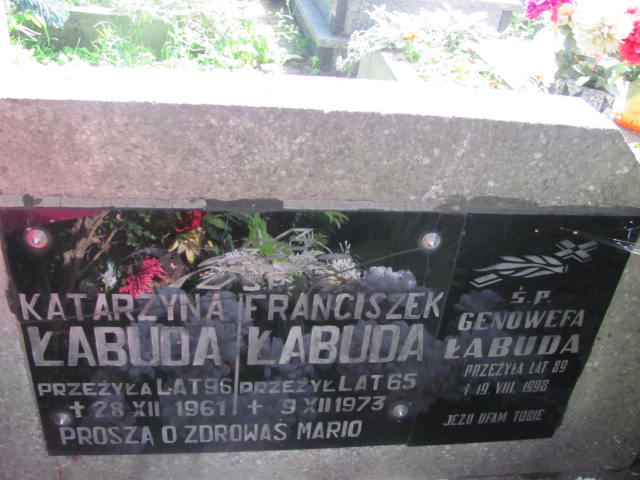 Ś.P.
KATARZYNA FRANCISZEK
ŁABUDA ŁABUDA
PRZEŻYŁA LAT 96 PRZEŻYŁ LAT 65
✝ 28 XII 1961 ✝ 9 XII 1973
PROSZĄ O ZDROWAŚ MARIO
Ś.P.
GENOWEFA
ŁABUDA
PRZEŻYŁA LAT 89
✝ 19. VIII. 1998
JEZU UFAM TOBIE